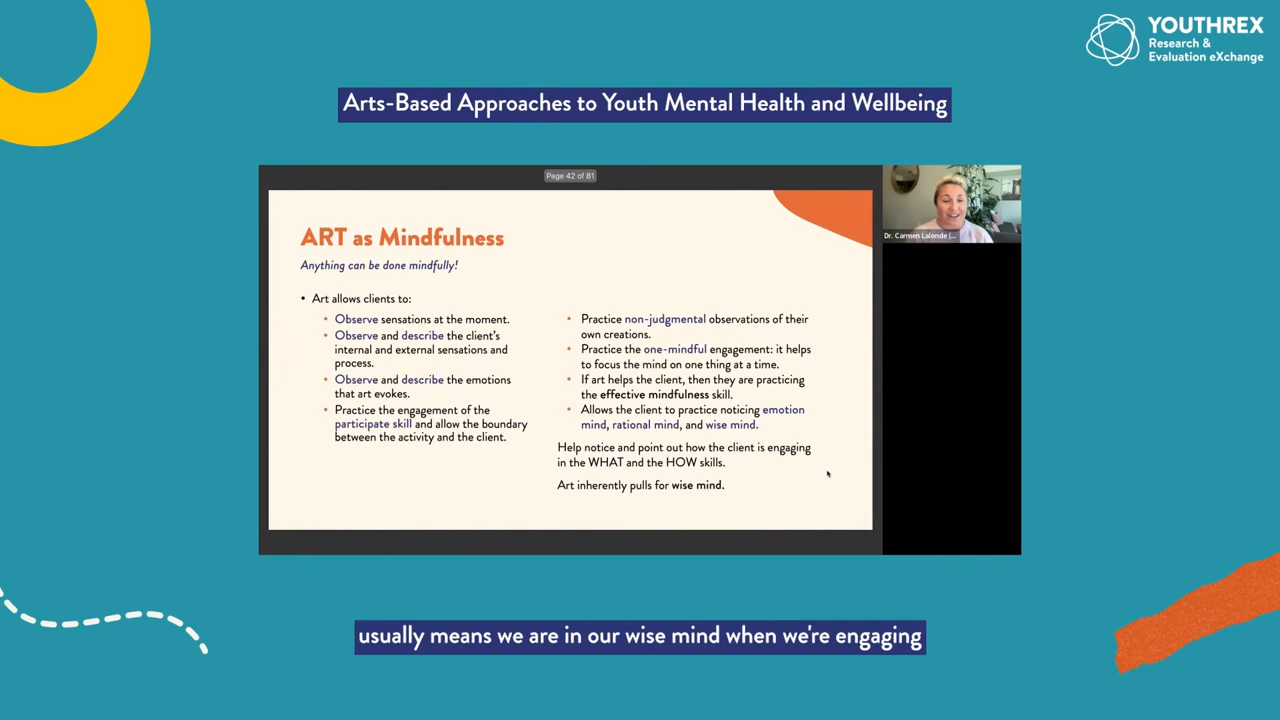 YOUTHREX
Research &
Evaluation eXchange
Arts-Based Approaches to Youth Mental Health and Wellbeing
Page 42 of 81
ART as Mindfulness
Anything can be done mindfully!
• Art allows clients to:
• Observe sensations at the moment.
• Observe and describe the client's
internal and external sensations and
process.
• Observe and describe the emotions
that art evokes.
• Practice the engagement of the
participate skill and allow the boundary
between the activity and the client.
• Practice non-judgmental observations of their
own creations.
• Practice the one-mindful engagement: it helps
to focus the mind on one thing at a time.
• If art helps the client, then they are practicing
the effective mindfulness skill.
• Allows the client to practice noticing emotion
mind, rational mind, and wise mind.
Help notice and point out how the client is engaging
in the WHAT and the HOW skills.
Art inherently pulls for wise mind.
Dr. Carmen Lalonde (...
usually means we are in our wise mind when we're engaging